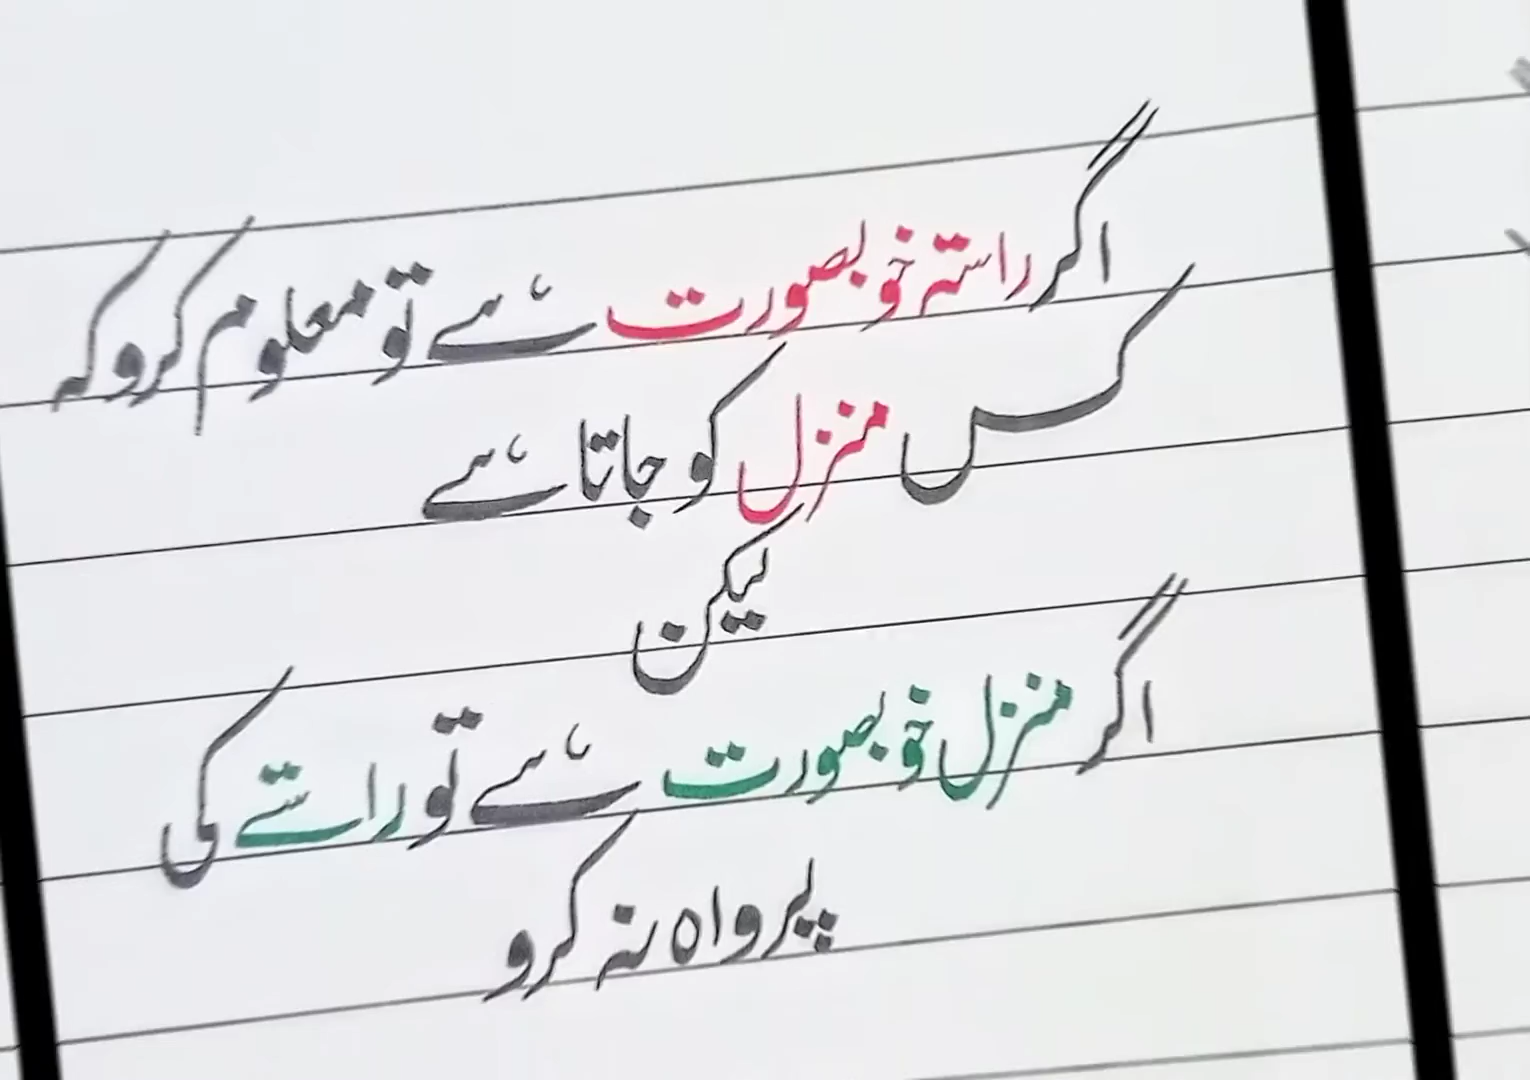 اگر راستہ خوبصورت ہے تو معلوم کرو کہ
کس منزل کو جاتا ہے
لیکن
اگر منزل خوبصورت ہے تو راستے کی
پرواہ نہ کرو